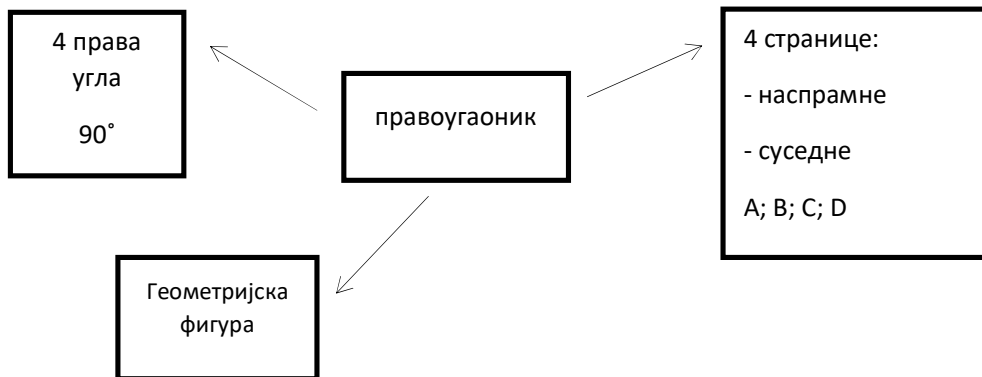 4 права
угла
90˚
правоугаоник
4 странице:
- наспрамне
- суседне
A; B; C; D
Геометријска
фигура